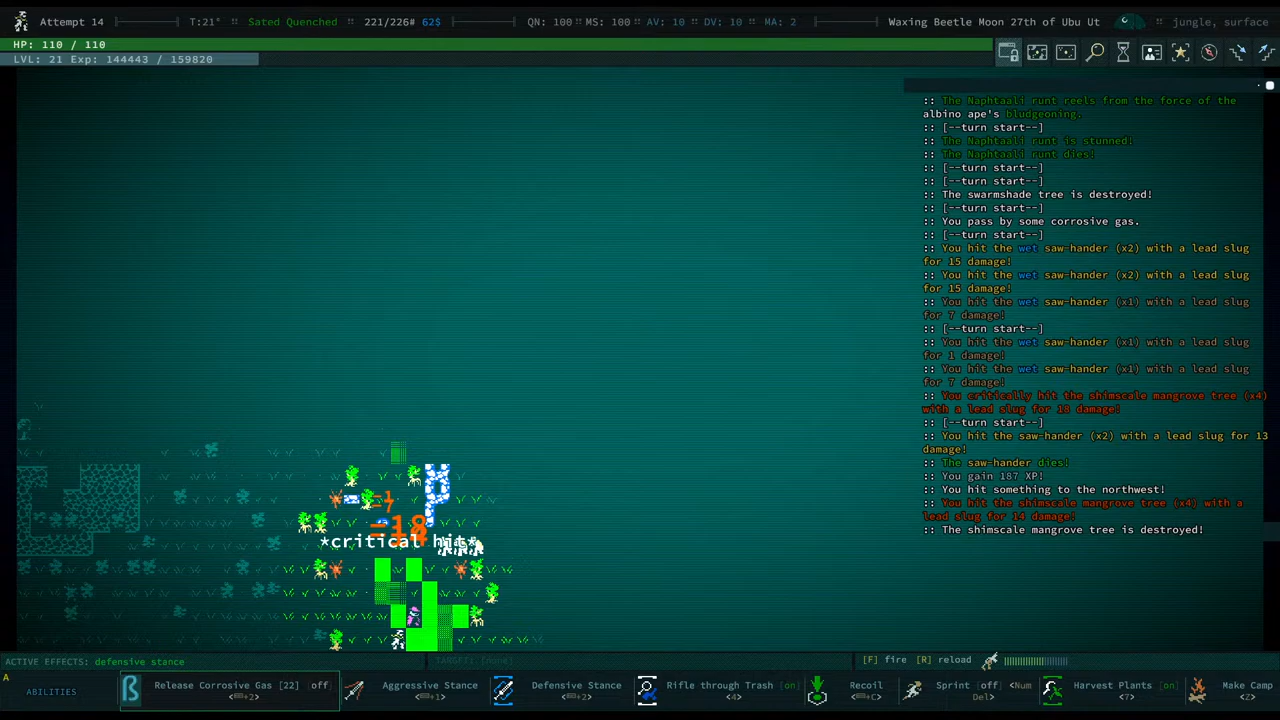 Attempt 14 T:21° Sated Quenched 221/226# 62$ QN: 100 MS: 100 AV: 10 DV: 10 MA: 2 Waxing Beetle Moon 27th of Ubu Ut jungle, surface
HP: 110 / 110
LVL: 21 Exp: 144443 / 159820
:: The Naphtaali runt reels from the force of the
albino ape's bludgeoning.
:: [--turn start--]
:: The Naphtaali runt is stunned!
:: The Naphtaali runt dies!
:: [--turn start--]
:: [--turn start--]
:: The swarmshade tree is destroyed!
:: [--turn start--]
:: You pass by some corrosive gas.
:: [--turn start--]
:: You hit the wet saw-hander (x2) with a lead slug
for 15 damage!
:: You hit the wet saw-hander (x2) with a lead slug
for 15 damage!
:: You hit the wet saw-hander (x1) with a lead slug
for 7 damage!
:: [--turn start--]
:: You hit the wet saw-hander (x1) with a lead slug
for 1 damage!
:: You hit the wet saw-hander (x1) with a lead slug
for 7 damage!
:: You critically hit the shimscale mangrove tree (x4)
with a lead slug for 18 damage!
:: [--turn start--]
:: You hit the saw-hander (x2) with a lead slug for 13
damage!
:: The saw-hander dies!
:: You gain 187 XP!
:: You hit something to the northwest!
:: You hit the shimscale mangrove tree (x4) with a
lead slug for 14 damage!
:: The shimscale mangrove tree is destroyed!
-1
-7
-18
*critical hit*
ACTIVE EFFECTS: defensive stance TARGET: [none] [F] fire [R] reload
A
ABILITIES
Release Corrosive Gas [22] off
Aggressive Stance
Defensive Stance
Rifle through Trash [on]
<4>
Recoil
Sprint [off] <Num
Del>
Harvest Plants [on]
<7>
Make Camp
<Z>